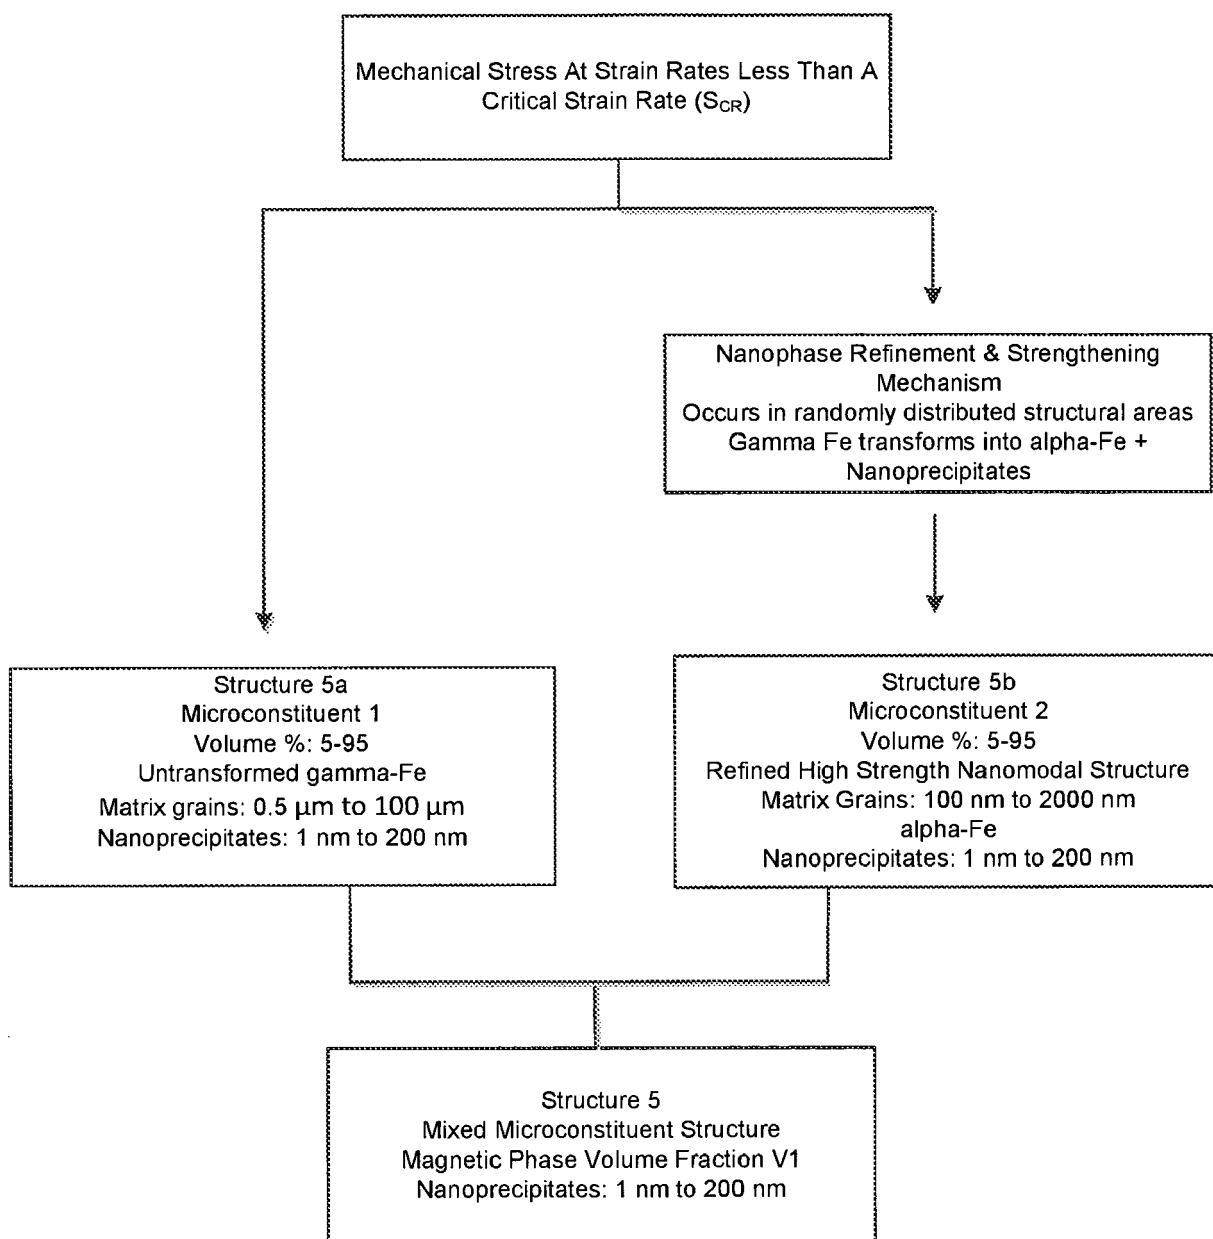 Mechanical Stress At Strain Rates Less Than A
Critical Strain Rate (SCR)
Nanophase Refinement & Strengthening
Mechanism
Occurs in randomly distributed structural areas
Gamma Fe transforms into alpha-Fe +
Nanoprecipitates
Structure 5a
Microconstituent 1
Volume %: 5-95
Untransformed gamma-Fe
Matrix grains: 0.5 μm to 100 μm
Nanoprecipitates: 1 nm to 200 nm
Structure 5b
Microconstituent 2
Volume %: 5-95
Refined High Strength Nanomodal Structure
Matrix Grains: 100 nm to 2000 nm
alpha-Fe
Nanoprecipitates: 1 nm to 200 nm
Structure 5
Mixed Microconstituent Structure
Magnetic Phase Volume Fraction V1
Nanoprecipitates: 1 nm to 200 nm